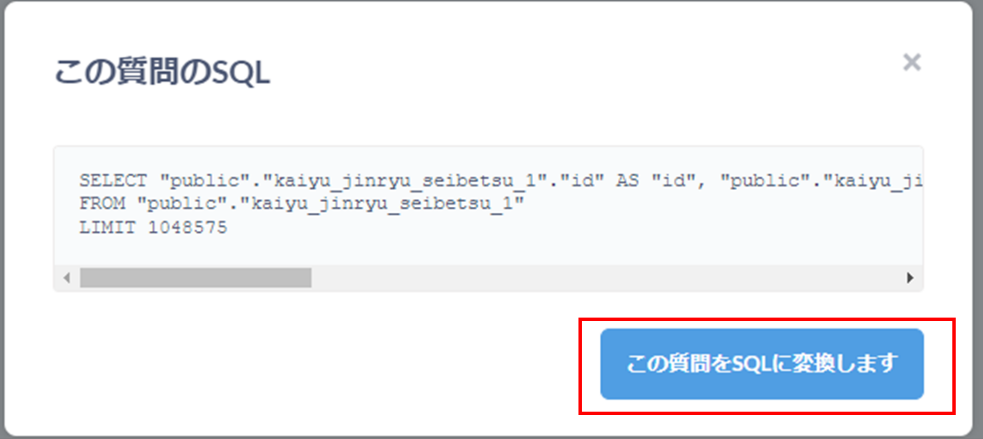 この質問のSQL
×
SELECT "public"."kaiyu_jinryu_seibetsu_1"."id" AS "id", "public"."kaiyu_ji
FROM "public"."kaiyu_jinryu_seibetsu_1"
LIMIT 1048575
この質問をSQLに変換します